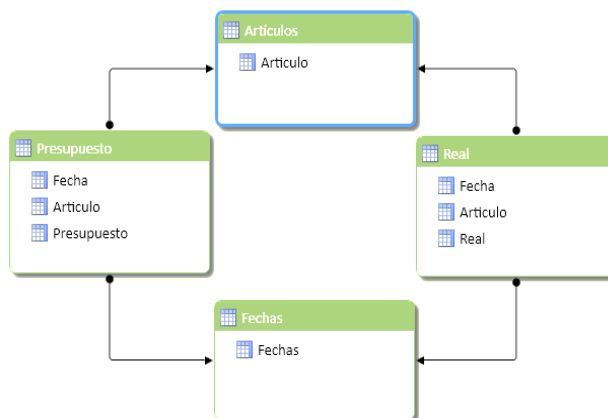 Artículos
Articulo
Presupuesto
Fecha
Articulo
Presupuesto
Real
Fecha
Articulo
Real
Fechas
Fechas